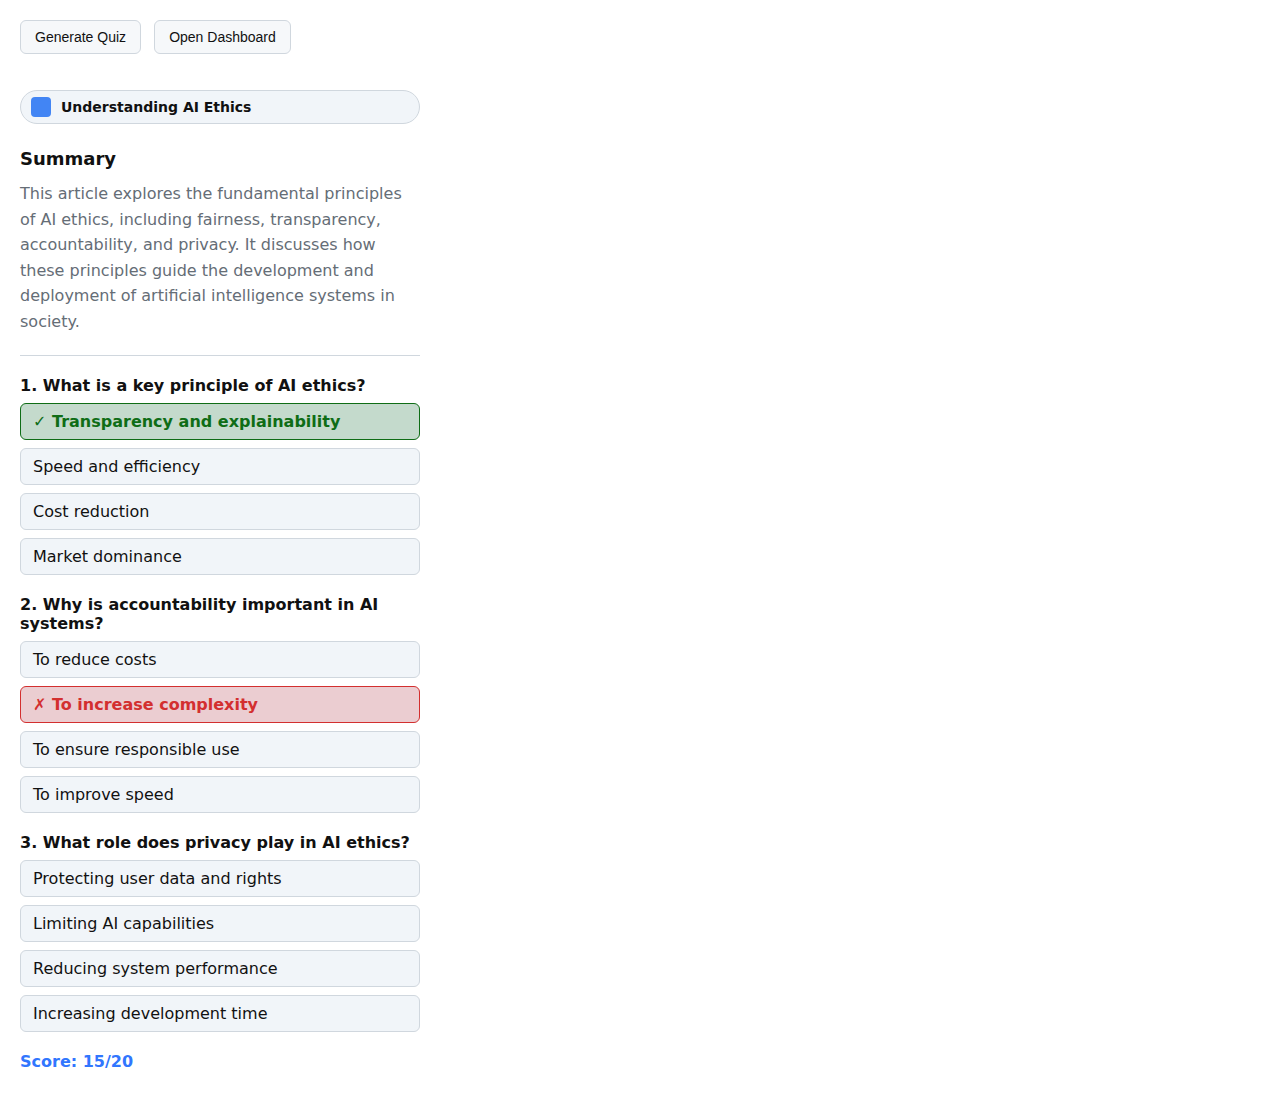 Generate Quiz Open Dashboard
Understanding AI Ethics
Summary
This article explores the fundamental principles
of AI ethics, including fairness, transparency,
accountability, and privacy. It discusses how
these principles guide the development and
deployment of artificial intelligence systems in
society.
1. What is a key principle of AI ethics?
✓ Transparency and explainability
Speed and efficiency
Cost reduction
Market dominance
2. Why is accountability important in AI
systems?
To reduce costs
✗ To increase complexity
To ensure responsible use
To improve speed
3. What role does privacy play in AI ethics?
Protecting user data and rights
Limiting AI capabilities
Reducing system performance
Increasing development time
Score: 15/20